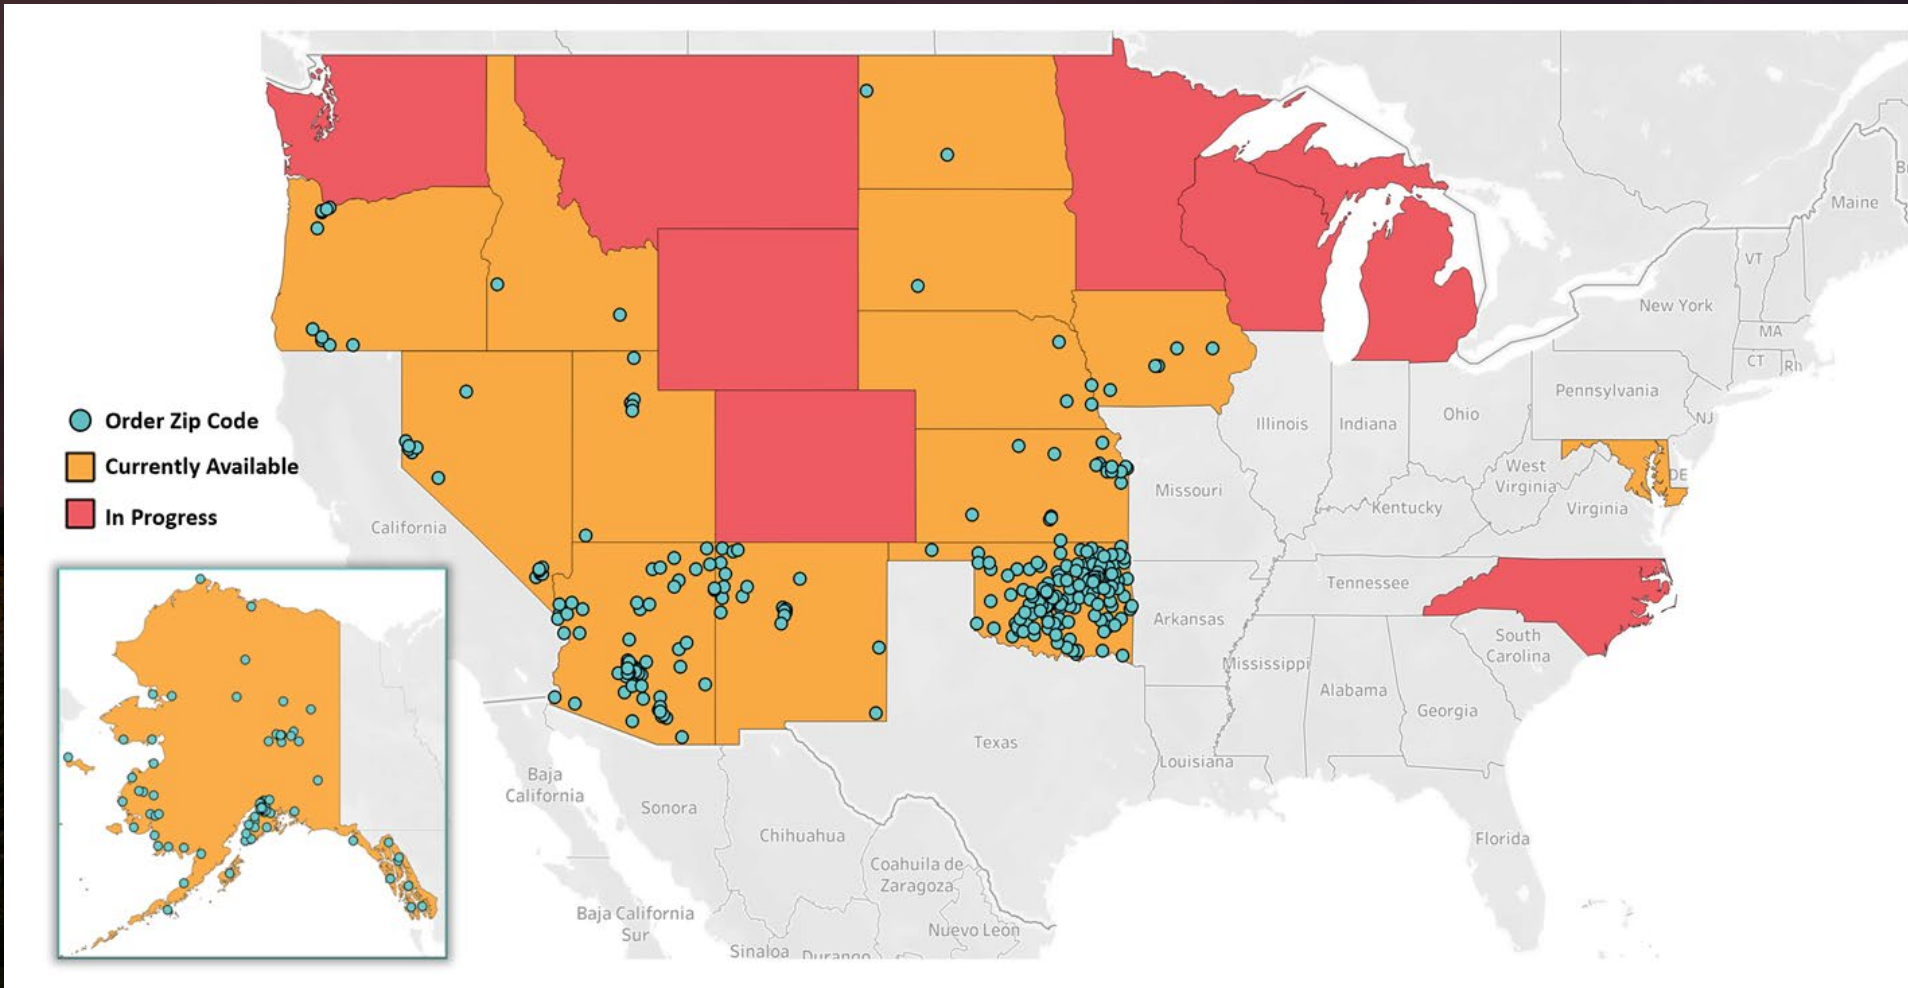 Order Zip Code
Currently Available
In Progress
Maine
VT
New York
MA
CT
Pennsylvania
NJ
Illinois
Indiana
Ohio
West
Virginia
DE
Missouri
Kentucky
Virginia
California
Tennessee
Arkansas
South
Carolina
Mississippi
Alabama
Georgia
Texas
Louisiana
Baja
California
Sonora
Chihuahua
Florida
Coahuila de
Zaragoza
Baja California
Sur
Nuevo León
Sinaloa
Durango